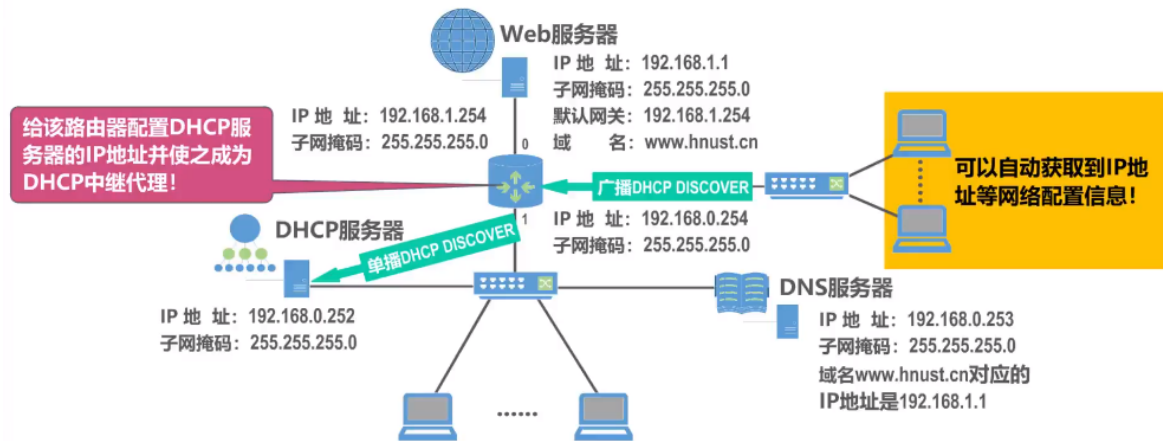 Web服务器
IP 地 址：192.168.1.1
子网掩码：255.255.255.0
默认网关：192.168.1.254
域 名：www.hnust.cn
IP 地 址：192.168.1.254
子网掩码：255.255.255.0
0
给该路由器配置DHCP服
务器的IP地址并使之成为
DHCP中继代理！
广播DHCP DISCOVER
可以自动获取到IP地
址等网络配置信息！
1
IP 地 址：192.168.0.254
子网掩码：255.255.255.0
DHCP服务器
单播DHCP DISCOVER
IP 地 址：192.168.0.252
子网掩码：255.255.255.0
DNS服务器
IP 地 址：192.168.0.253
子网掩码：255.255.255.0
域名www.hnust.cn对应的
IP地址是192.168.1.1